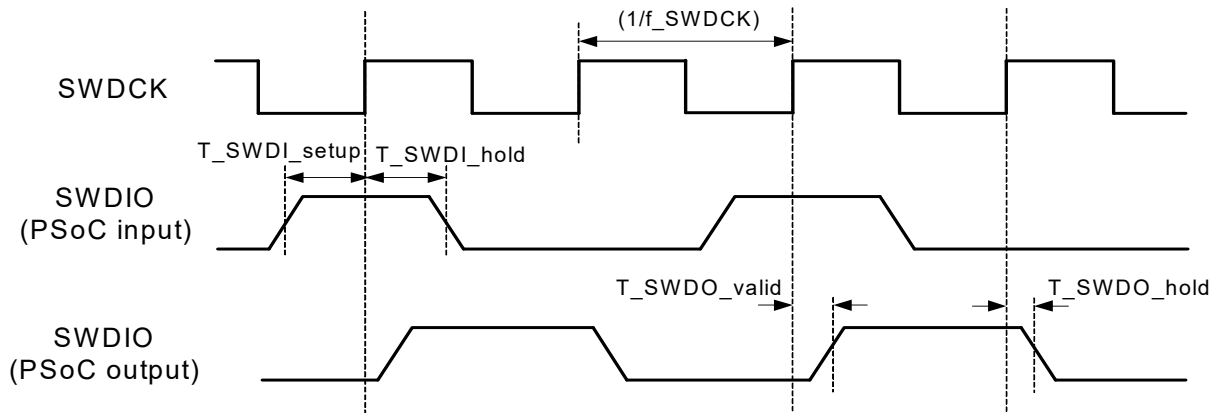 (1/f_SWDCK)
SWDCK
T_SWDI_setup
T_SWDI_hold
SWDIO
(PSoC input)
T_SWDO_valid
T_SWDO_hold
SWDIO
(PSoC output)